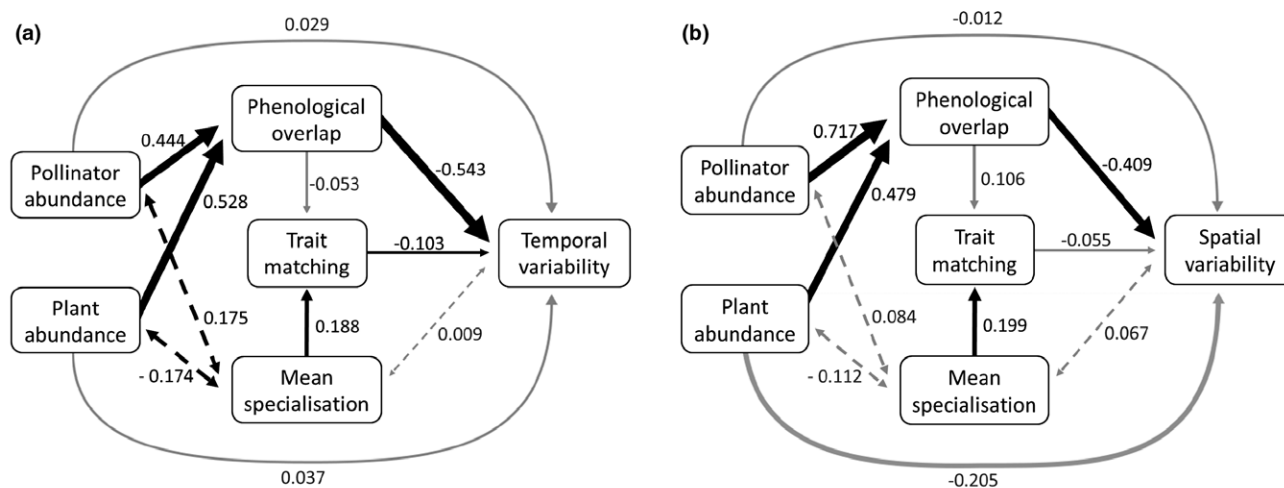 (a)
0.029
Phenological
overlap
0.444
-0.543
Pollinator
abundance
-0.053
0.528
Trait
matching
-0.103
Temporal
variability
Plant
abundance
0.175
0.188
0.009
- 0.174
Mean
specialisation
0.037
(b)
-0.012
Phenological
overlap
0.717
-0.409
Pollinator
abundance
0.479
0.106
Trait
matching
-0.055
Spatial
variability
Plant
abundance
0.084
0.199
0.067
- 0.112
Mean
specialisation
-0.205